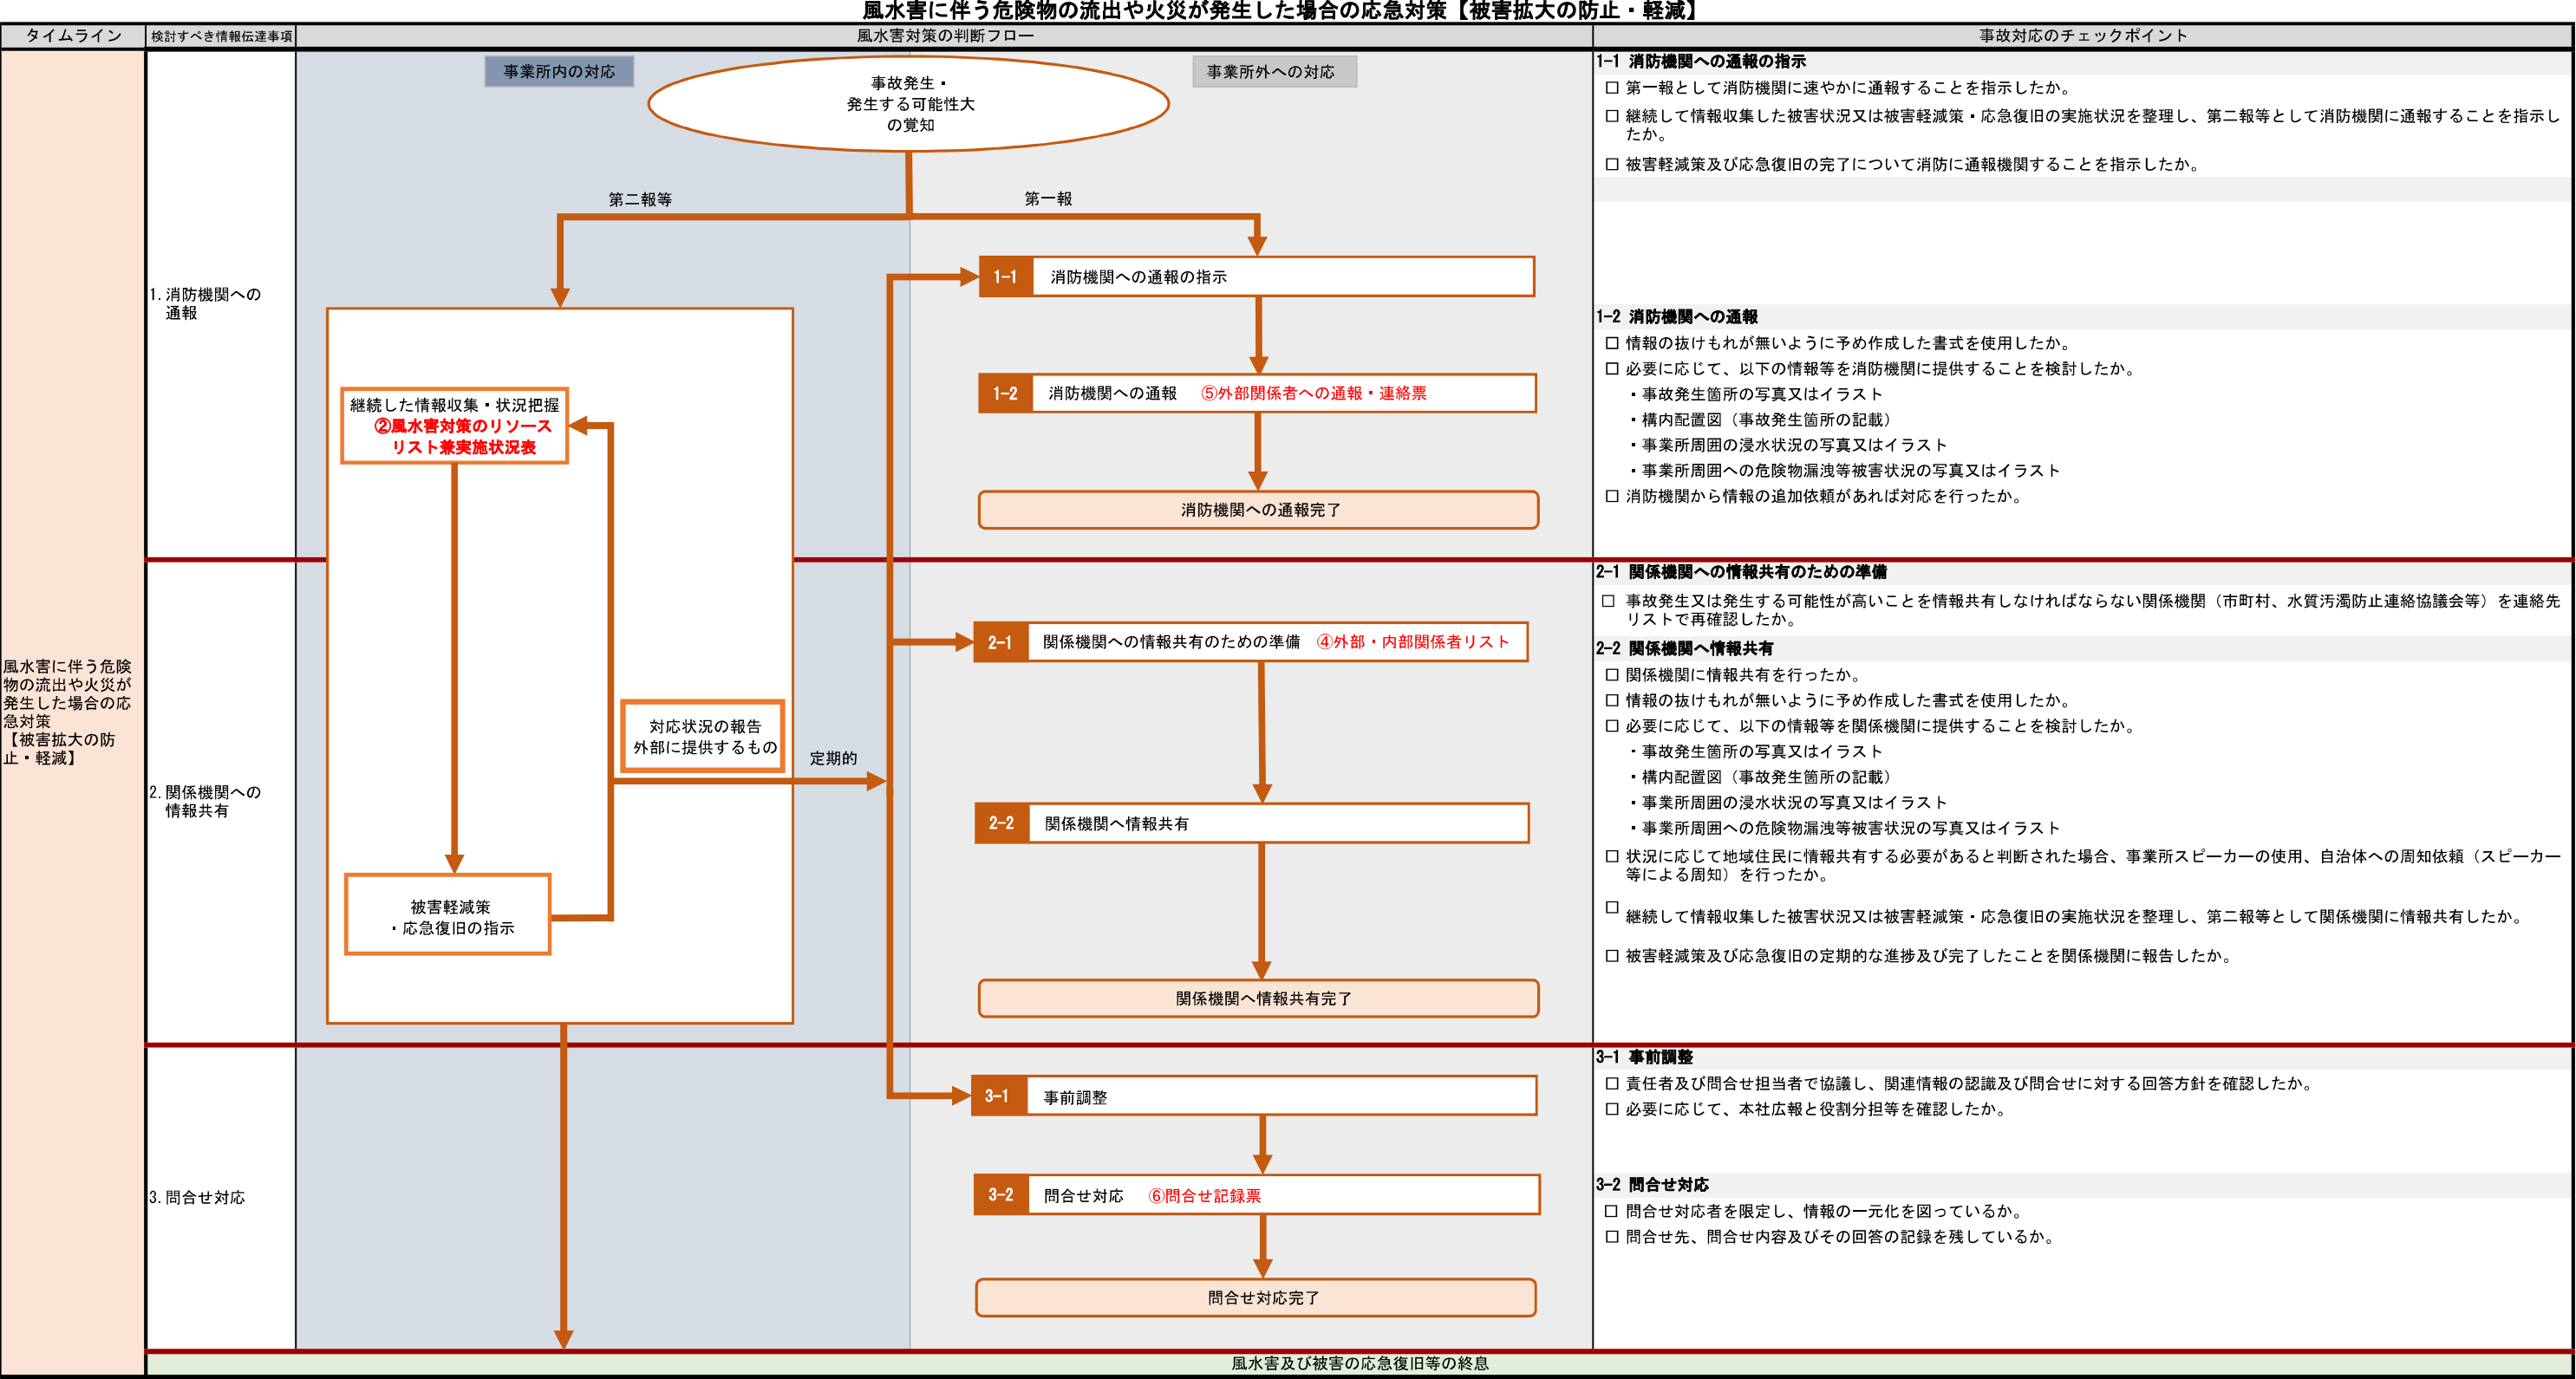 風水害に伴う危険物の流出や火災が発生した場合の応急対策【被害拡大の防止・軽減】
タイムライン
検討すべき情報伝達事項
風水害対策の判断フロー
事故対応のチェックポイント
風水害に伴う危険
物の流出や火災が
発生した場合の応
急対策
【被害拡大の防
止・軽減】
1. 消防機関への
通報
2. 関係機関への
情報共有
3. 問合せ対応
事業所内の対応
事業所外への対応
事故発生・
発生する可能性大
の覚知
第二報等
第一報
継続した情報収集・状況把握
②風水害対策のリソース
リスト兼実施状況表
対応状況の報告
外部に提供するもの
定期的
被害軽減策
・応急復旧の指示
1-1 消防機関への通報の指示
1-2 消防機関への通報 ⑤外部関係者への通報・連絡票
消防機関への通報完了
2-1 関係機関への情報共有のための準備 ④外部・内部関係者リスト
2-2 関係機関へ情報共有
関係機関へ情報共有完了
3-1 事前調整
3-2 問合せ対応 ⑥問合せ記録票
問合せ対応完了
1-1 消防機関への通報の指示
□ 第一報として消防機関に速やかに通報することを指示したか。
□ 継続して情報収集した被害状況又は被害軽減策・応急復旧の実施状況を整理し、第二報等として消防機関に通報することを指示し
たか。
□ 被害軽減策及び応急復旧の完了について消防に通報機関することを指示したか。
1-2 消防機関への通報
□ 情報の抜けもれが無いように予め作成した書式を使用したか。
□ 必要に応じて、以下の情報等を消防機関に提供することを検討したか。
・事故発生箇所の写真又はイラスト
・構内配置図（事故発生箇所の記載）
・事業所周囲の浸水状況の写真又はイラスト
・事業所周囲への危険物漏洩等被害状況の写真又はイラスト
□ 消防機関から情報の追加依頼があれば対応を行ったか。
2-1 関係機関への情報共有のための準備
□ 事故発生又は発生する可能性が高いことを情報共有しなければならない関係機関（市町村、水質汚濁防止連絡協議会等）を連絡先
リストで再確認したか。
2-2 関係機関へ情報共有
□ 関係機関に情報共有を行ったか。
□ 情報の抜けもれが無いように予め作成した書式を使用したか。
□ 必要に応じて、以下の情報等を関係機関に提供することを検討したか。
・事故発生箇所の写真又はイラスト
・構内配置図（事故発生箇所の記載）
・事業所周囲の浸水状況の写真又はイラスト
・事業所周囲への危険物漏洩等被害状況の写真又はイラスト
□ 状況に応じて地域住民に情報共有する必要があると判断された場合、事業所スピーカーの使用、自治体への周知依頼（スピーカー
等による周知）を行ったか。
□ 継続して情報収集した被害状況又は被害軽減策・応急復旧の実施状況を整理し、第二報等として関係機関に情報共有したか。
□ 被害軽減策及び応急復旧の定期的な進捗及び完了したことを関係機関に報告したか。
3-1 事前調整
□ 責任者及び問合せ担当者で協議し、関連情報の認識及び問合せに対する回答方針を確認したか。
□ 必要に応じて、本社広報と役割分担等を確認したか。
3-2 問合せ対応
□ 問合せ対応者を限定し、情報の一元化を図っているか。
□ 問合せ先、問合せ内容及びその回答の記録を残しているか。
風水害及び被害の応急復旧等の終息